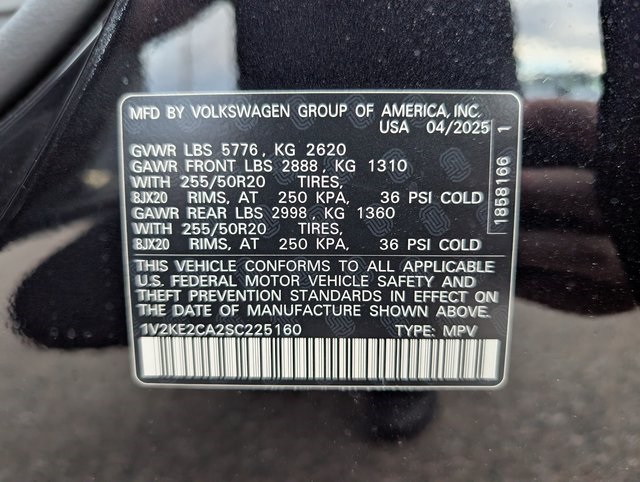 MFD BY VOLKSWAGEN GROUP OF AMERICA, INC.
USA 04/2025
GVWR LBS 5776, KG 2620
GAWR FRONT LBS 2888, KG 1310
WITH 255/50R20 TIRES,
8JX20 RIMS, AT 250 KPA, 36 PSI COLD
GAWR REAR LBS 2998, KG 1360
WITH 255/50R20 TIRES,
8JX20 RIMS, AT 250 KPA, 36 PSI COLD
THIS VEHICLE CONFORMS TO ALL APPLICABLE
U.S. FEDERAL MOTOR VEHICLE SAFETY AND
THEFT PREVENTION STANDARDS IN EFFECT ON
THE DATE OF MANUFACTURE SHOWN ABOVE.
1V2KE2CA2SC225160 TYPE: MPV
1858166 1